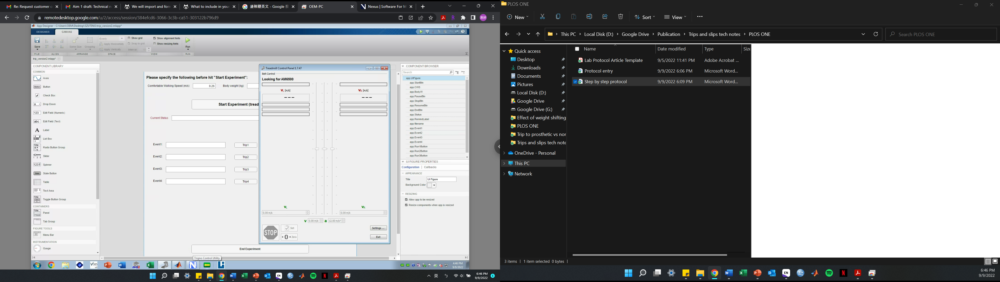 Re: Request customer c
Aim 1 draft: Technical n
We will import and form
What to include in your
盪鞦韆英文 - Google 搜
OEM-PC
Nexus | Software For M
remotedesktop.google.com/u/2/access/session/384efcd6-3066-3c3b-ca51-303122b796d9
App Designer - C:\Users\OEM\Desktop\SZUTING\trip_version2.mlapp*
DESIGNER CANVAS
Save
Same Size
Grouping
Evenly
Apply Horizontally
Apply Vertically
Show grid
Snap to grid
Interval:
Show alignment hints
Show resizing hints
Run
FILE ALIGN ARRANGE SPACE VIEW RUN
trip_version2.mlapp*
COMPONENT LIBRARY
COMMON
Axes
Button
Check Box
Drop Down
Edit Field (Numeric)
Edit Field (Text)
Label
List Box
Radio Button Group
Slider
Spinner
State Button
Table
Text Area
Toggle Button Group
CONTAINERS
Panel
Tab Group
FIGURE TOOLS
Menu Bar
INSTRUMENTATION
Gauge
Please specify the following before hit "Start Experiment":
Comfortable Walking Speed (m/s) 0.26 Body weight (kg)
Start Experiment (tread
Current Status
Event1: Trip1
Event2: Trip2
Event3: Trip3
Event4: Trip4
End Experiment
Trigno Control Utility
Treadmill Control Panel 1.7.47
Belt Control
Looking for AM6500
VL [m/s] VR [m/s]
--- ---
VL VR
0.00 m/s 0.00 m/s
v 0.00 m/s a 12.00 m/s²
STOP
Set
0 Zero
Settings ...
Exit
COMPONENT BROWSER
Search
app.UIFigure
app.StartBtn
app.CWS
app.BodyW
app.PauseBtn
app.StopBtn
app.ResumeBtn
app.EndBtn
app.Status
app.RemindLabel
app.filename
app.Event1
app.Event2
app.Event3
app.Event4
app.Run1Button
app.Run2Button
app.Run3Button
UI FIGURE PROPERTIES
Configuration | Callbacks
APPEARANCE
Title UI Figure
Background Color
RESIZING
Allow app to be resized
Resize components when app is resized
4:46 PM
9/9/2022
英
6:46 PM
9/9/2022
6
PLOS ONE
New
Sort
View
This PC > Local Disk (D:) > Google Drive > Publication > Trips and slips tech notes > PLOS ONE
Search PLOS ONE
Quick access
Desktop
Downloads
Documents
Pictures
Local Disk (D:)
Google Drive
Google Drive (G:)
Effect of weight shifting
PLOS ONE
Trip to prosthetic vs nor
Trips and slips tech note
OneDrive - Personal
This PC
Network
Name Date modified Type Size
Lab Protocol Article Template 9/5/2022 11:41 PM Adobe Acrobat ...
Protocol entry 9/9/2022 6:06 PM Microsoft Word...
Step by step protocol 9/9/2022 6:09 PM Microsoft Word...
3 items | 1 item selected 0 bytes |
6:46 PM
9/9/2022